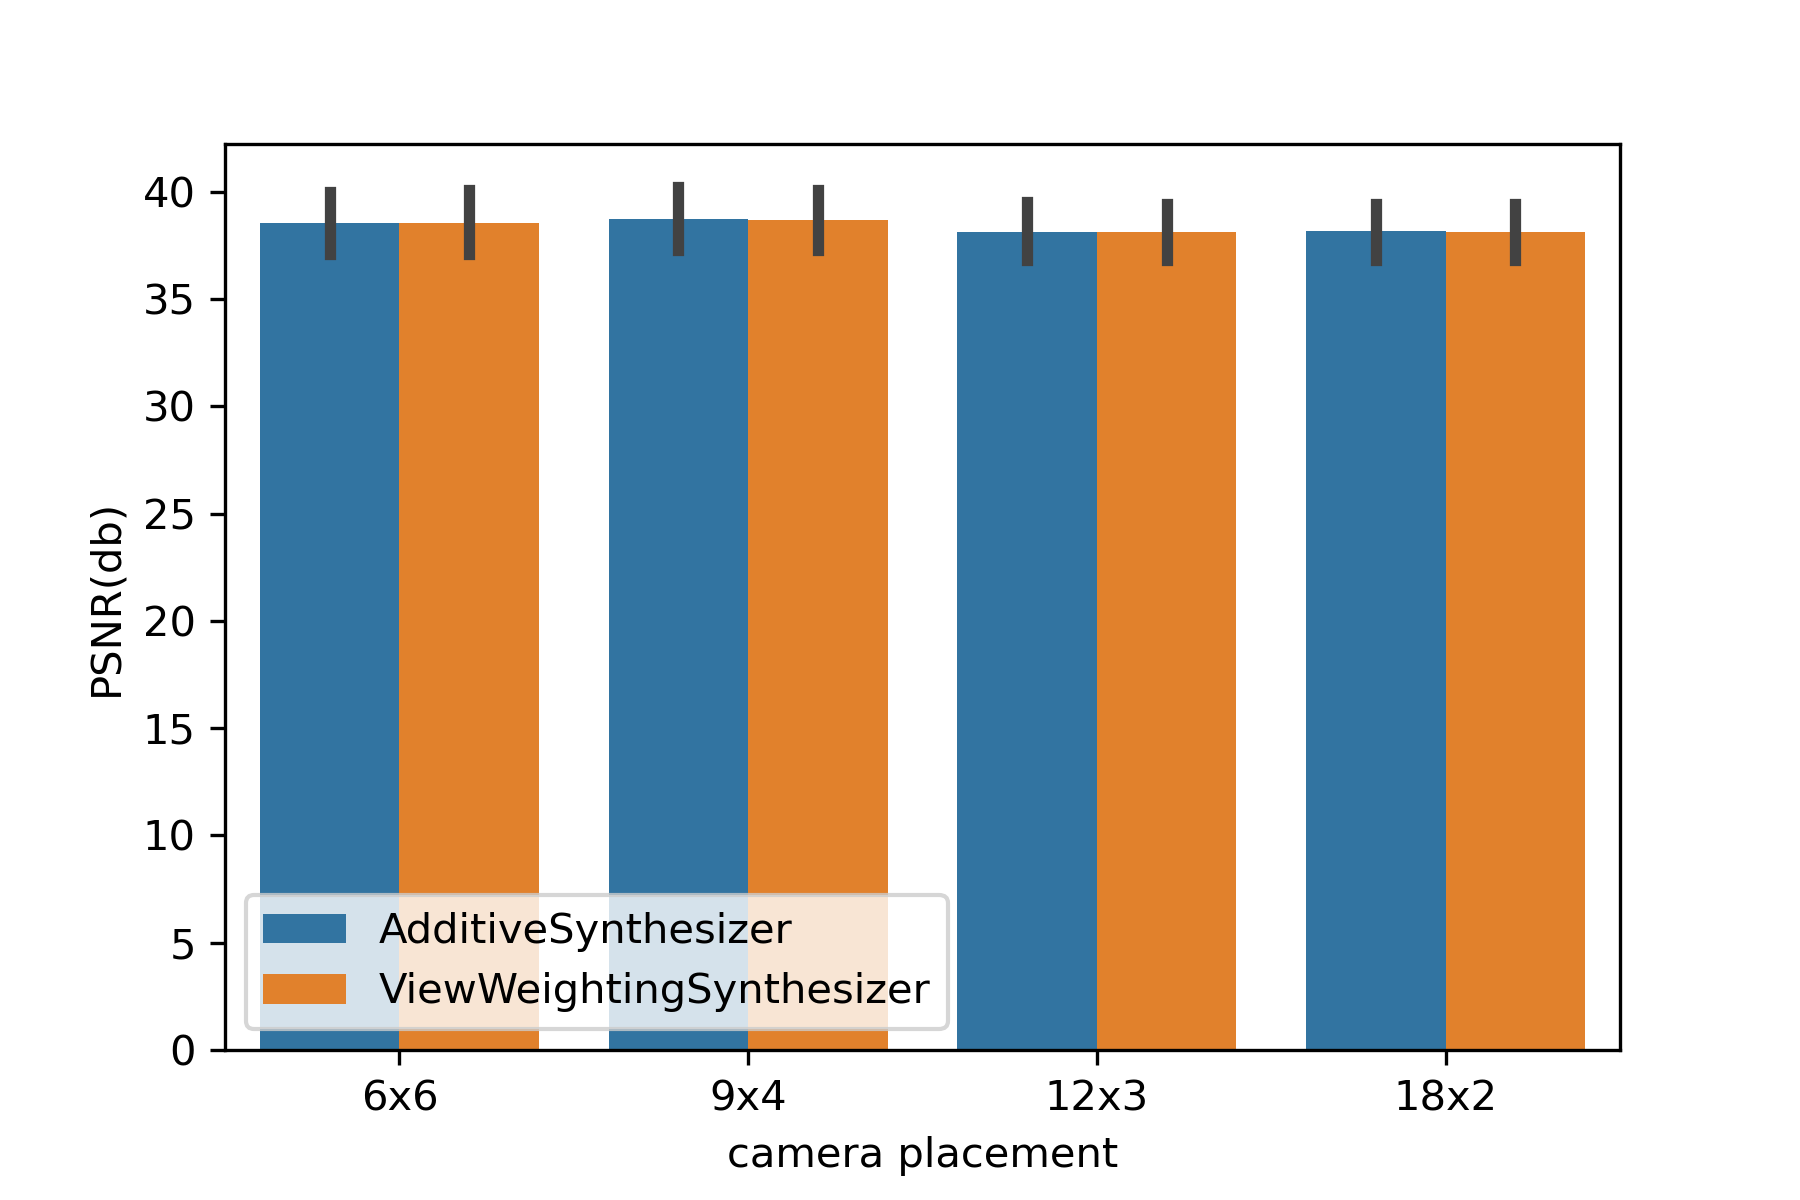 40
35
30
25
20
15
10
5
0
PSNR(db)
AdditiveSynthesizer
ViewWeightingSynthesizer
6x6 9x4 12x3 18x2
camera placement